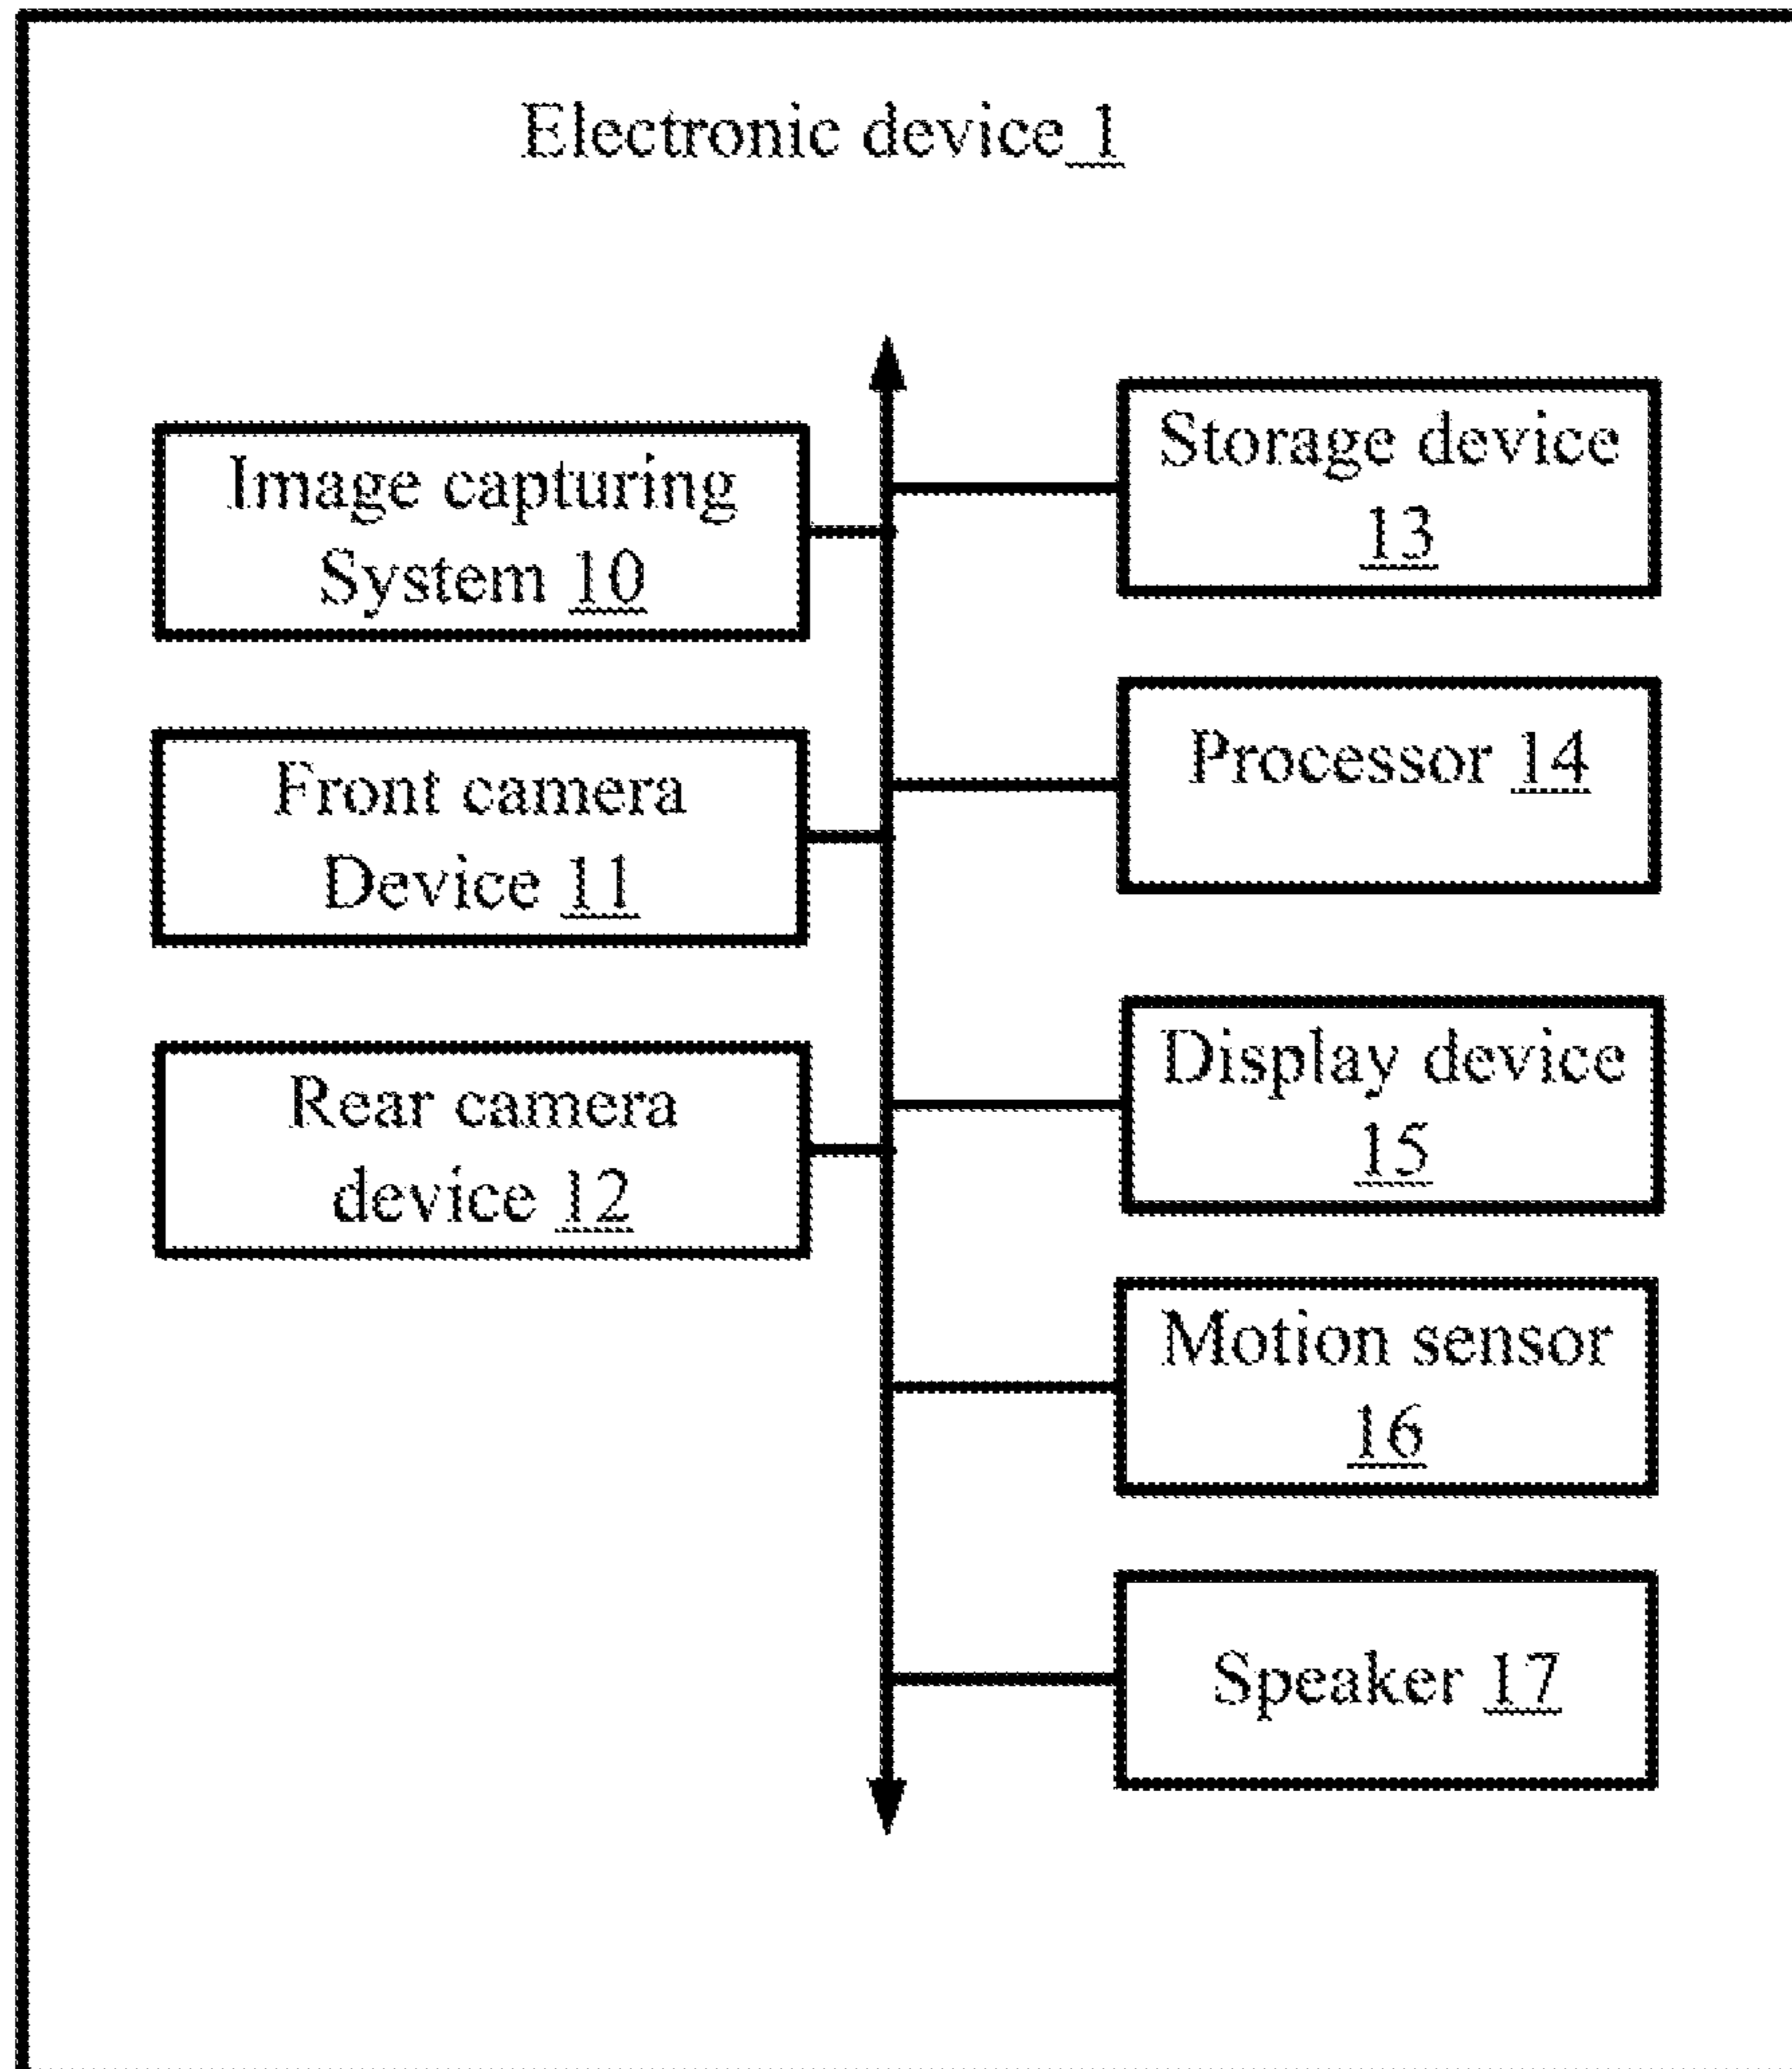 Electronic device 1
Image capturing
System 10
Front camera
Device 11
Rear camera
device 12
Storage device
13
Processor 14
Display device
15
Motion sensor
16
Speaker 17